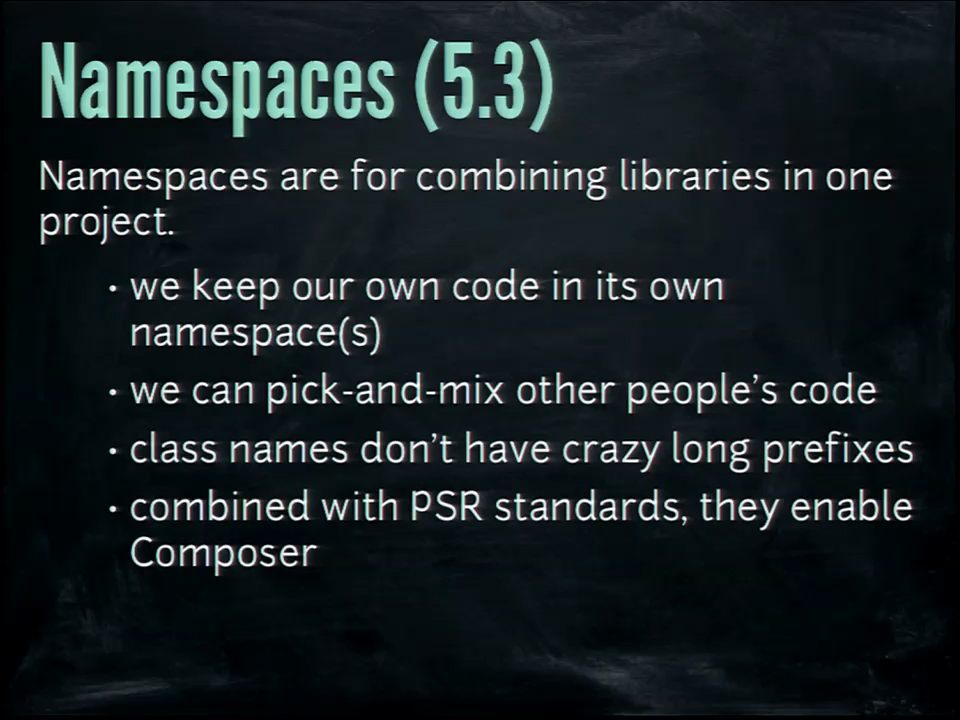 Namespaces (5.3)
Namespaces are for combining libraries in one
project.
• we keep our own code in its own
namespace(s)
• we can pick-and-mix other people’s code
• class names don’t have crazy long prefixes
• combined with PSR standards, they enable
Composer